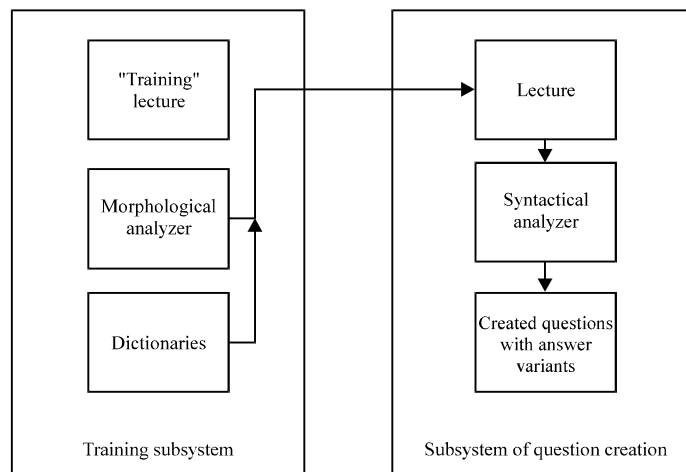 "Training"
lecture
Morphological
analyzer
Dictionaries
Training subsystem
Lecture
Syntactical
analyzer
Created questions
with answer
variants
Subsystem of question creation